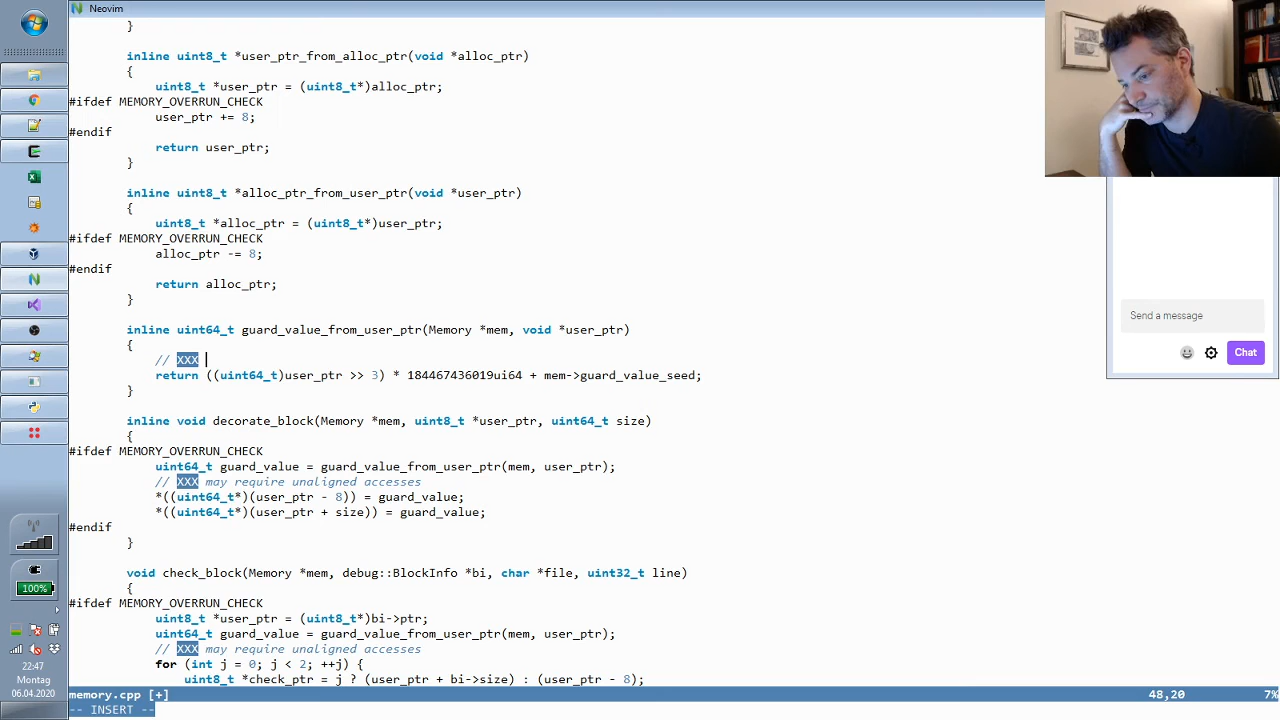 Neovim
}
inline uint8_t *user_ptr_from_alloc_ptr(void *alloc_ptr)
{
uint8_t *user_ptr = (uint8_t*)alloc_ptr;
#ifdef MEMORY_OVERRUN_CHECK
user_ptr += 8;
#endif
return user_ptr;
}
inline uint8_t *alloc_ptr_from_user_ptr(void *user_ptr)
{
uint8_t *alloc_ptr = (uint8_t*)user_ptr;
#ifdef MEMORY_OVERRUN_CHECK
alloc_ptr -= 8;
#endif
return alloc_ptr;
}
inline uint64_t guard_value_from_user_ptr(Memory *mem, void *user_ptr)
{
// XXX
return ((uint64_t)user_ptr >> 3) * 184467436019ui64 + mem->guard_value_seed;
}
inline void decorate_block(Memory *mem, uint8_t *user_ptr, uint64_t size)
{
#ifdef MEMORY_OVERRUN_CHECK
uint64_t guard_value = guard_value_from_user_ptr(mem, user_ptr);
// XXX may require unaligned accesses
*((uint64_t*)(user_ptr - 8)) = guard_value;
*((uint64_t*)(user_ptr + size)) = guard_value;
#endif
}
void check_block(Memory *mem, debug::BlockInfo *bi, char *file, uint32_t line)
{
#ifdef MEMORY_OVERRUN_CHECK
uint8_t *user_ptr = (uint8_t*)bi->ptr;
uint64_t guard_value = guard_value_from_user_ptr(mem, user_ptr);
// XXX may require unaligned accesses
for (int j = 0; j < 2; ++j) {
uint8_t *check_ptr = j ? (user_ptr + bi->size) : (user_ptr - 8);
memory.cpp [+] 48,20 7%
-- INSERT --
100%
22:47
Montag
06.04.2020
Send a message
Chat